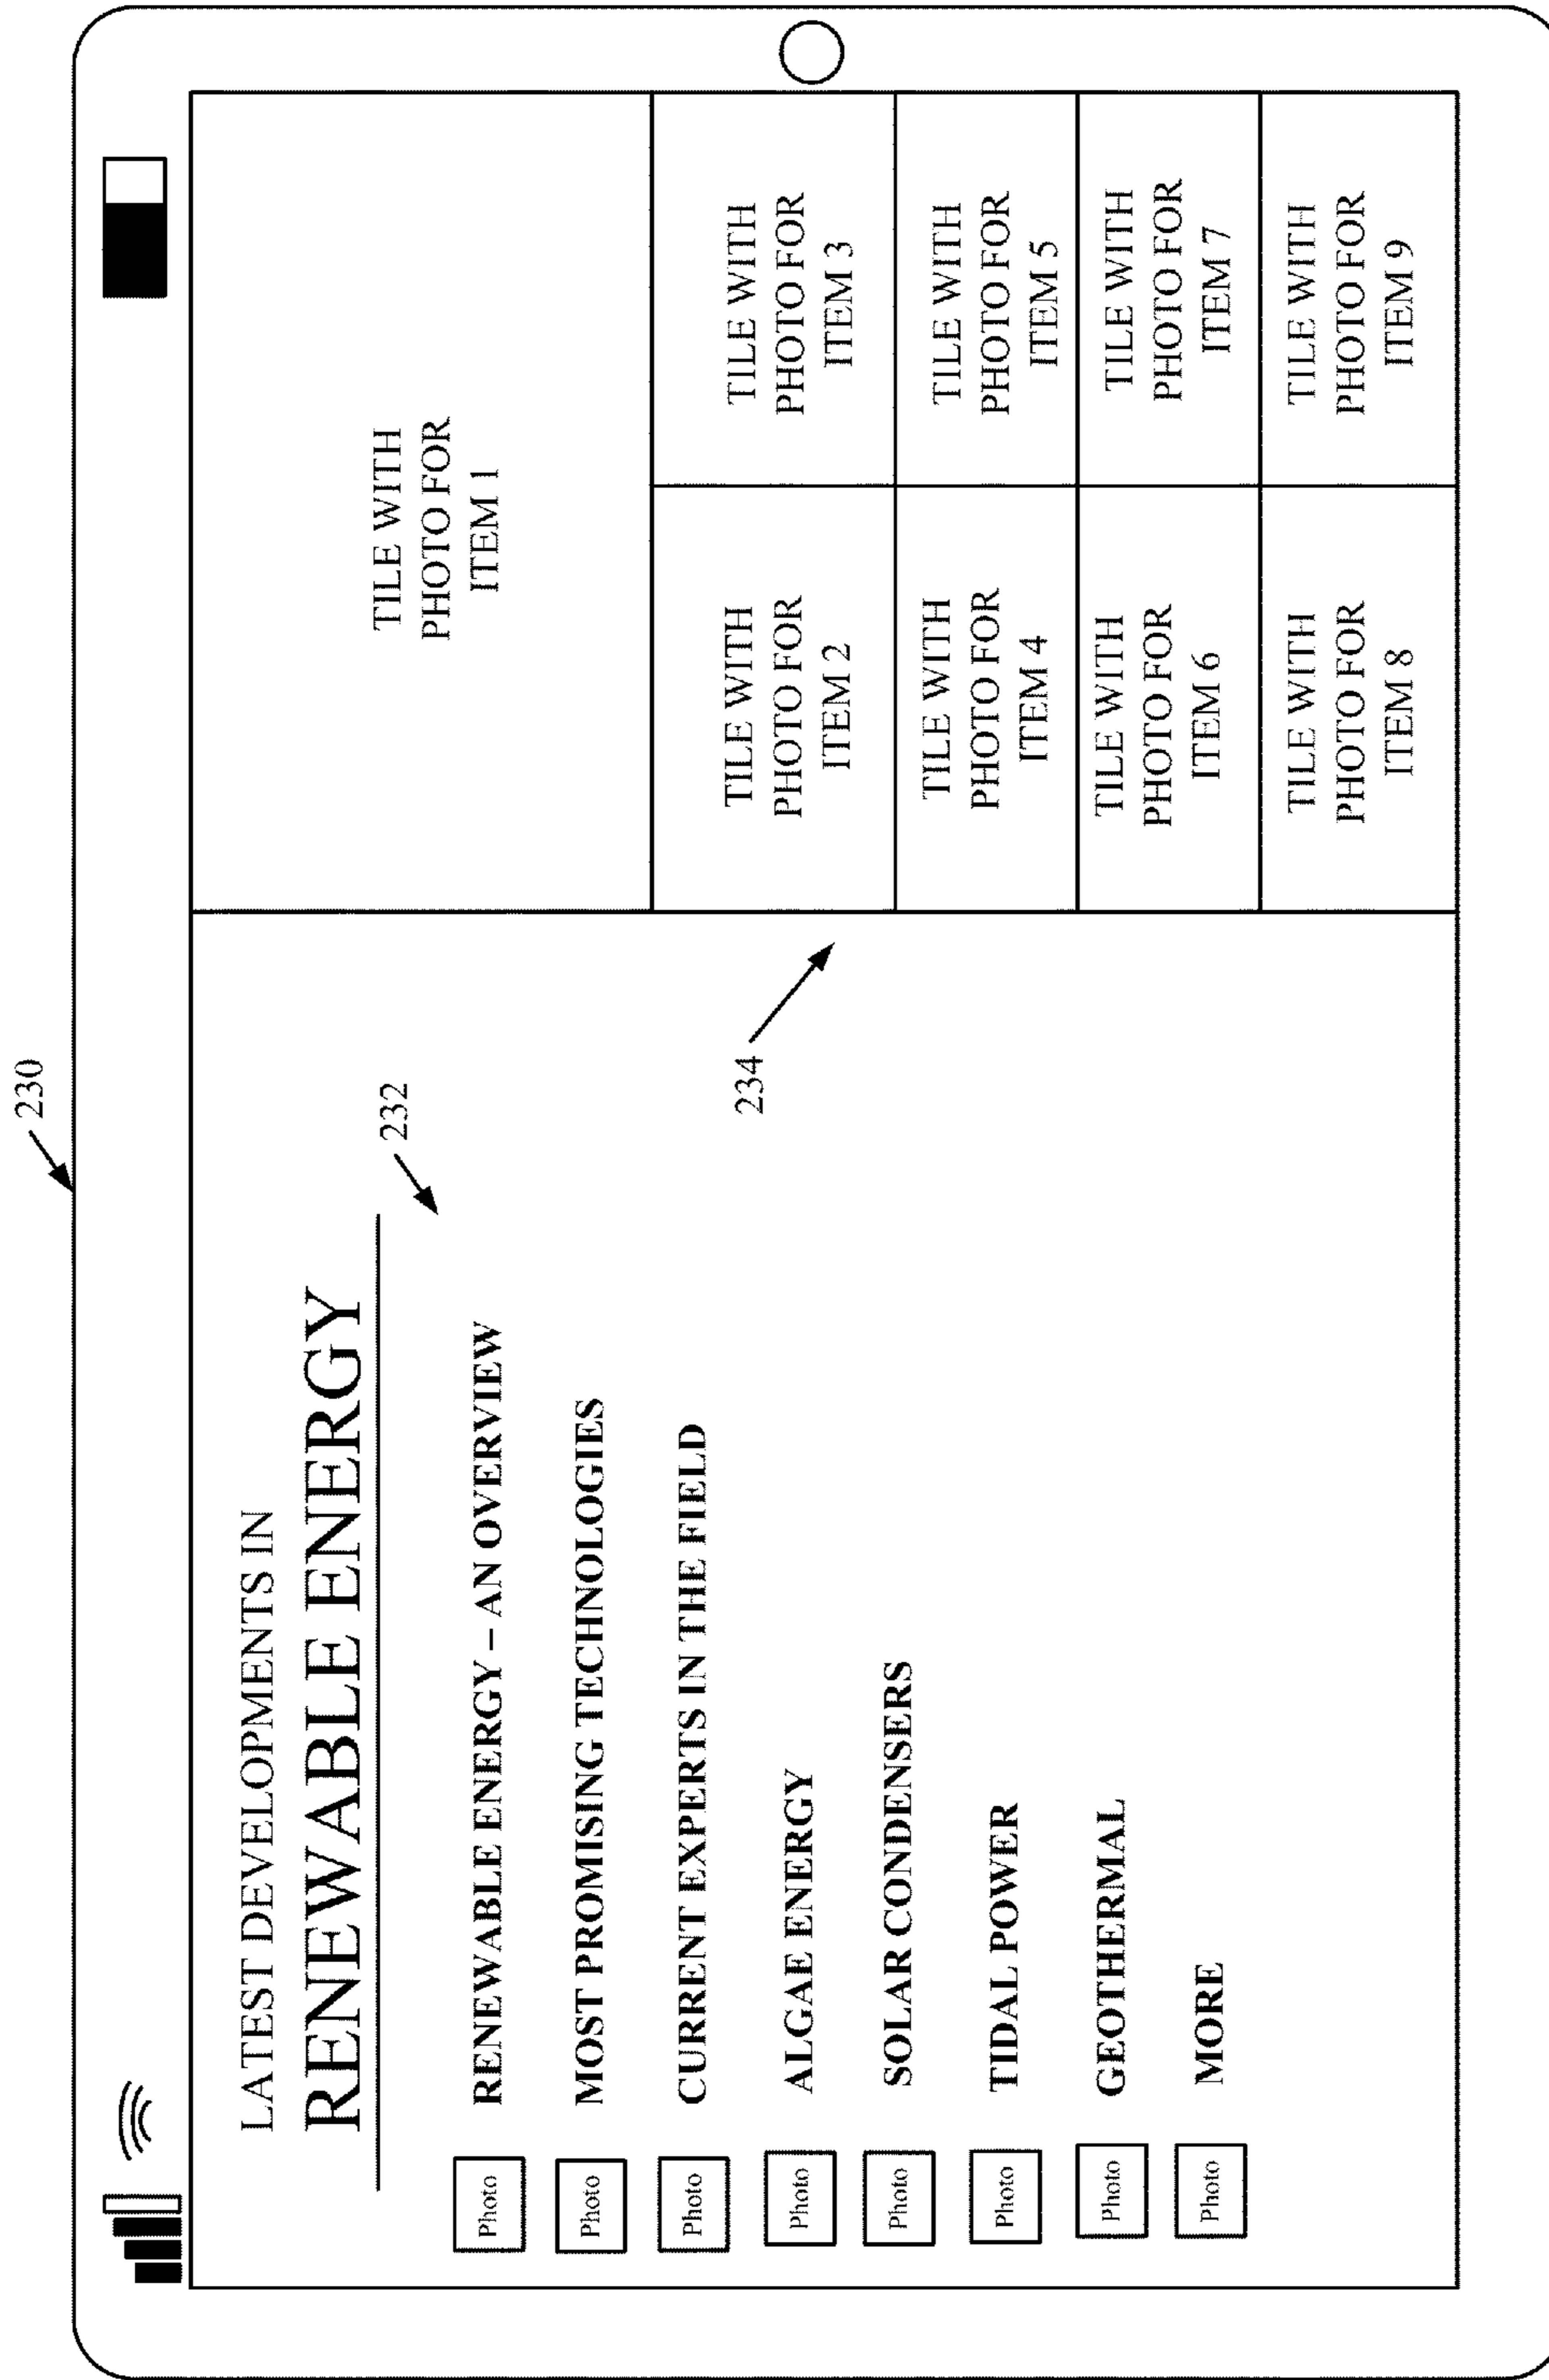 230
LATEST DEVELOPMENTS IN
RENEWABLE ENERGY
232
Photo
RENEWABLE ENERGY – AN OVERVIEW
Photo
MOST PROMISING TECHNOLOGIES
Photo
CURRENT EXPERTS IN THE FIELD
Photo
ALGAE ENERGY
Photo
SOLAR CONDENSERS
Photo
TIDAL POWER
Photo
GEOTHERMAL
Photo
MORE
234
TILE WITH
PHOTO FOR
ITEM 1
TILE WITH
PHOTO FOR
ITEM 2
TILE WITH
PHOTO FOR
ITEM 3
TILE WITH
PHOTO FOR
ITEM 4
TILE WITH
PHOTO FOR
ITEM 5
TILE WITH
PHOTO FOR
ITEM 6
TILE WITH
PHOTO FOR
ITEM 7
TILE WITH
PHOTO FOR
ITEM 8
TILE WITH
PHOTO FOR
ITEM 9